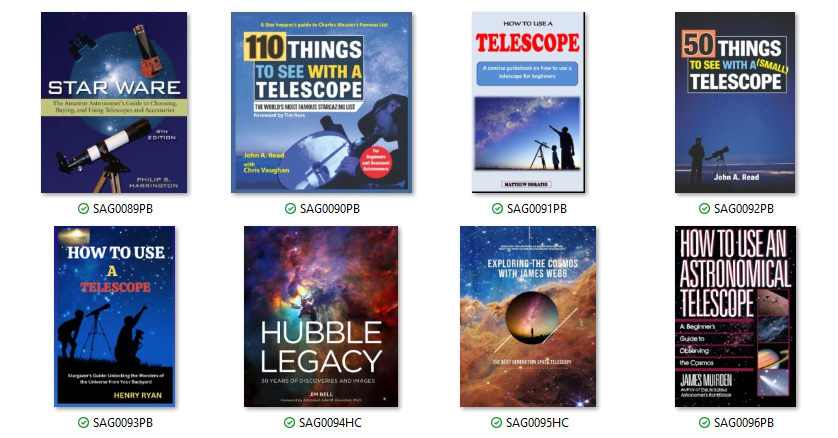 STAR WARE
The Amateur Astronomer's Guide to Choosing,
Buying, and Using Telescopes and Accessories
4TH
EDITION
PHILIP S.
HARRINGTON
A Star hopper's guide to Charles Messier's Famous List
110 THINGS
TO SEE WITH A
TELESCOPE
THE WORLD'S MOST FAMOUS STARGAZING LIST
Foreword by Tim Russ
John A. Read
with
Chris Vaughan
For
Beginners
and Seasoned
Astronomers
HOW TO USE A
TELESCOPE
A concise guidebook on how to use a
telescope for beginners
MATTHEW HORATIO
50 THINGS
TO SEE WITH A (SMALL)
TELESCOPE
John A. Read
SAG0089PB
SAG0090PB
SAG0091PB
SAG0092PB
HOW TO USE
A
TELESCOPE
Stargazer's Guide: Unlocking the Wonders of
the Universe from Your Backyard
HENRY RYAN
HUBBLE
LEGACY
30 YEARS OF DISCOVERIES AND IMAGES
JIM BELL
EXPLORING THE COSMOS
WITH JAMES WEBB
THE NEXT GENERATION SPACE TELESCOPE
HOW TO USE AN
ASTRONOMICAL
TELESCOPE
A Beginner's
Guide to
Observing
the Cosmos
JAMES MUIRDEN
Author of The Amateur
Astronomer's Handbook
SAG0093PB
SAG0094HC
SAG0095HC
SAG0096PB